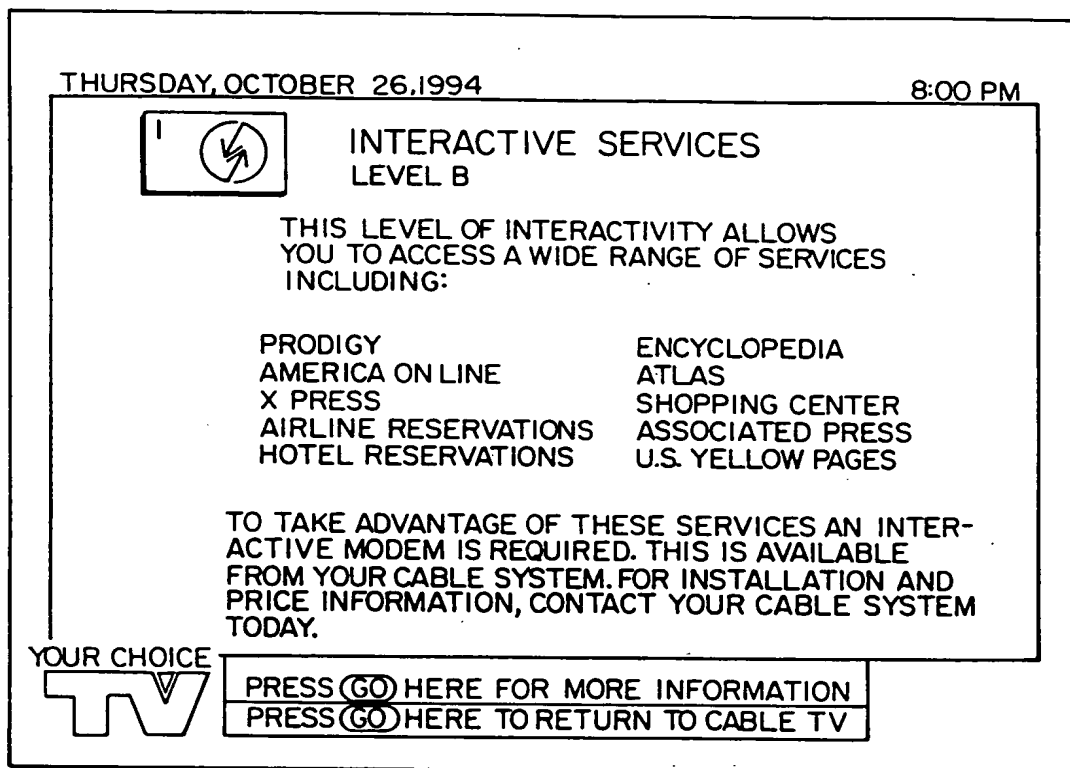 THURSDAY, OCTOBER 26.1994 8:00 PM
I
INTERACTIVE SERVICES
LEVEL B
THIS LEVEL OF INTERACTIVITY ALLOWS
YOU TO ACCESS A WIDE RANGE OF SERVICES
INCLUDING:
PRODIGY ENCYCLOPEDIA
AMERICA ON LINE ATLAS
X PRESS SHOPPING CENTER
AIRLINE RESERVATIONS ASSOCIATED PRESS
HOTEL RESERVATIONS U.S. YELLOW PAGES
TO TAKE ADVANTAGE OF THESE SERVICES AN INTER-
ACTIVE MODEM IS REQUIRED. THIS IS AVAILABLE
FROM YOUR CABLE SYSTEM. FOR INSTALLATION AND
PRICE INFORMATION, CONTACT YOUR CABLE SYSTEM
TODAY.
YOUR CHOICE
TV
PRESS GO HERE FOR MORE INFORMATION
PRESS GO HERE TO RETURN TO CABLE TV